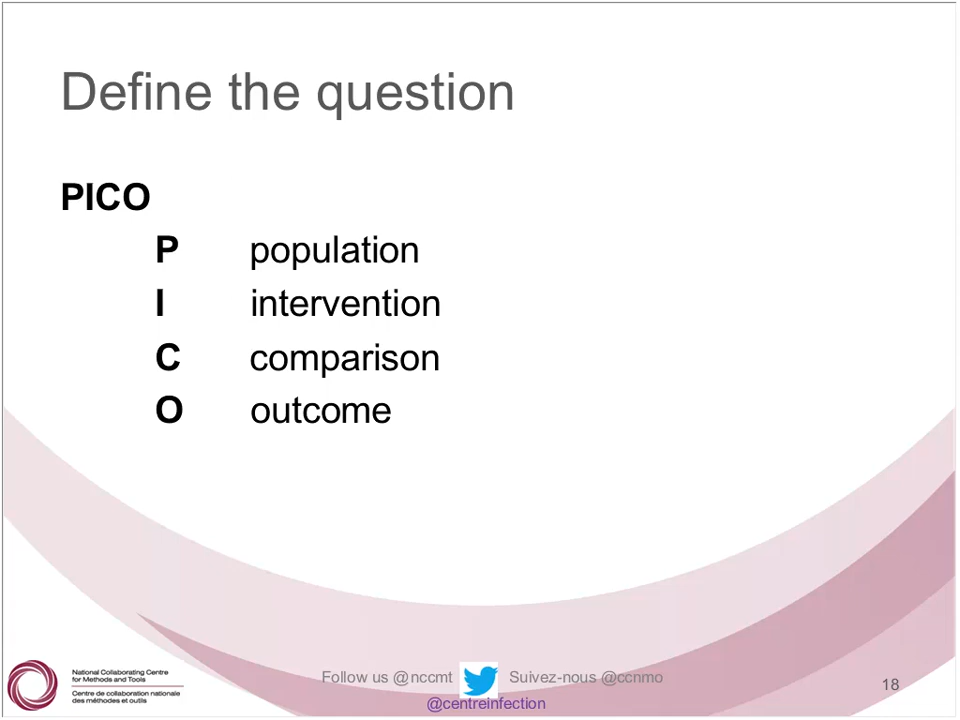 Define the question
PICO
P population
I intervention
C comparison
O outcome
National Collaborating Centre
for Methods and Tools
Centre de collaboration nationale
des méthodes et outils
Follow us @nccmt Suivez-nous @ccnmo
@centreinfection
18